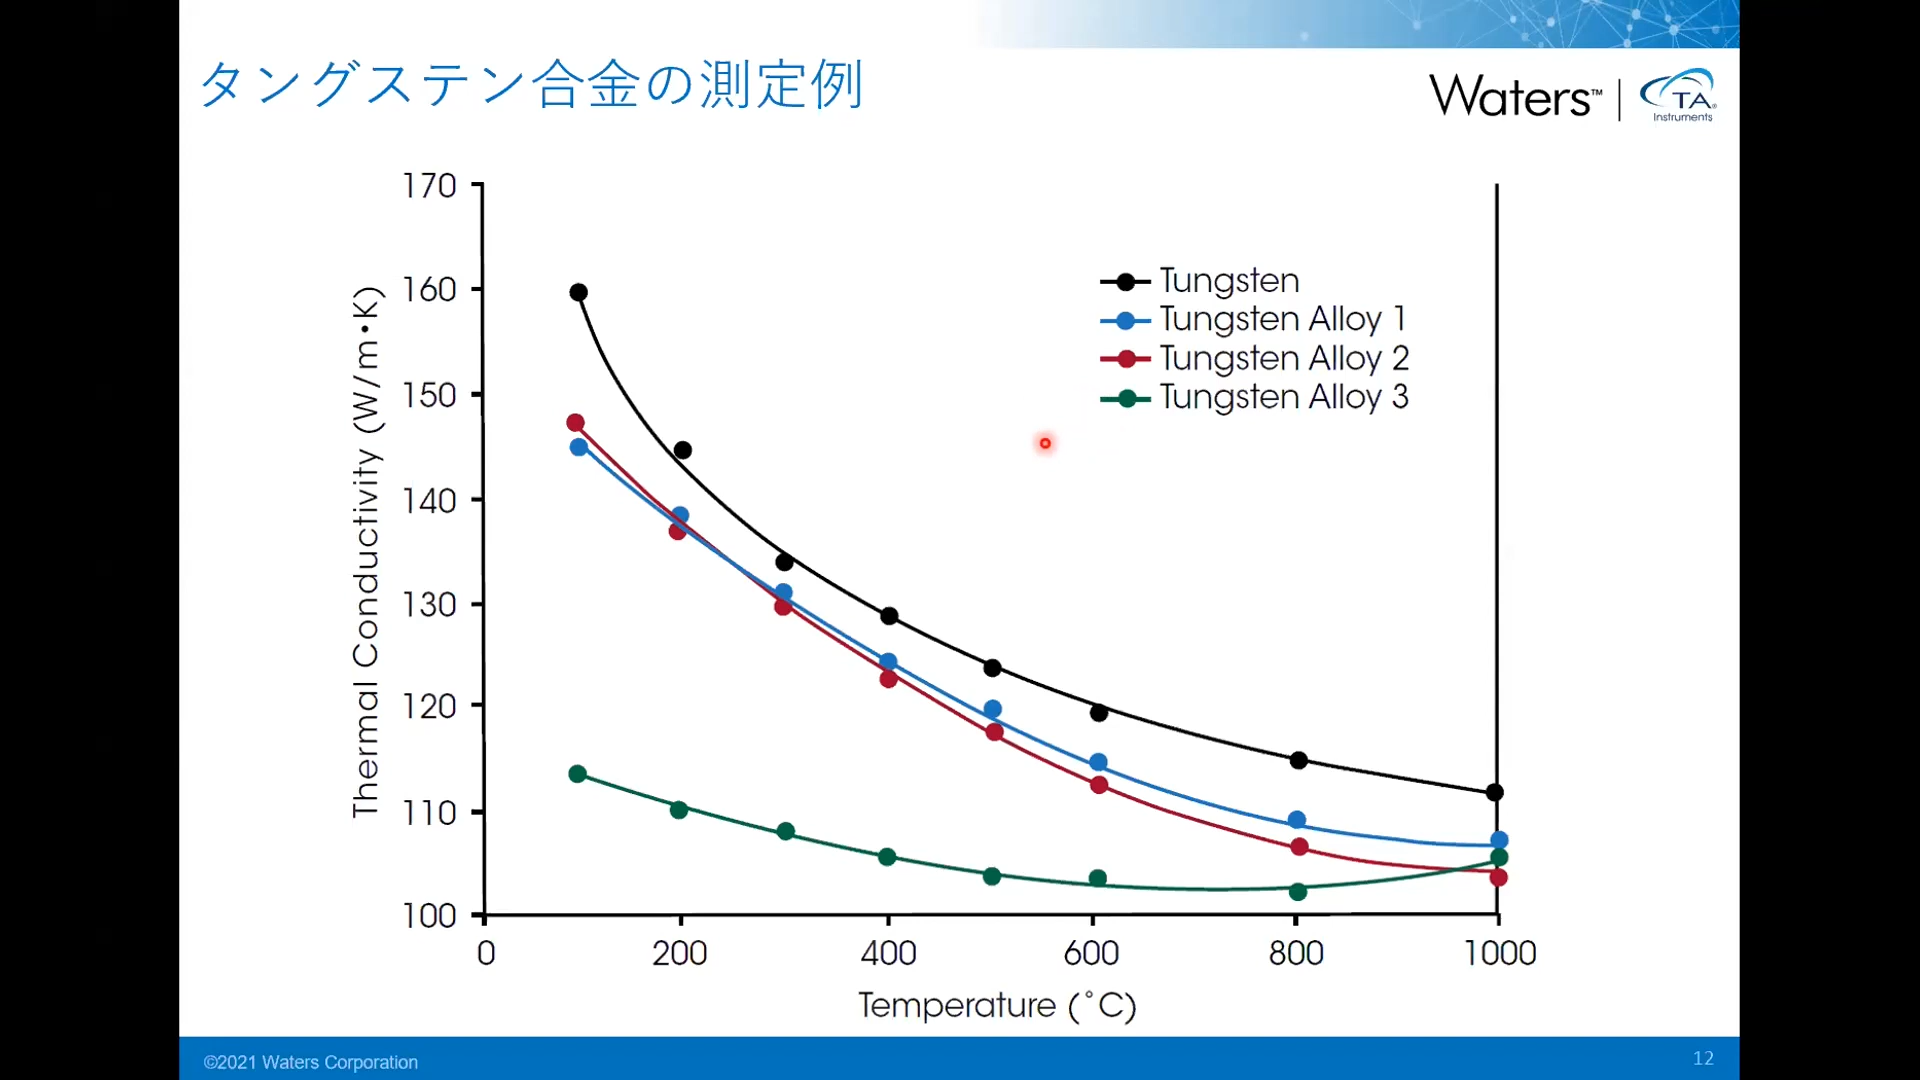 タングステン合金の測定例
Waters™
TA®
Instruments
170
160
150
140
130
120
110
100
Thermal Conductivity (W/m•K)
Tungsten
Tungsten Alloy 1
Tungsten Alloy 2
Tungsten Alloy 3
0 200 400 600 800 1000
Temperature (˚C)
©2021 Waters Corporation
12